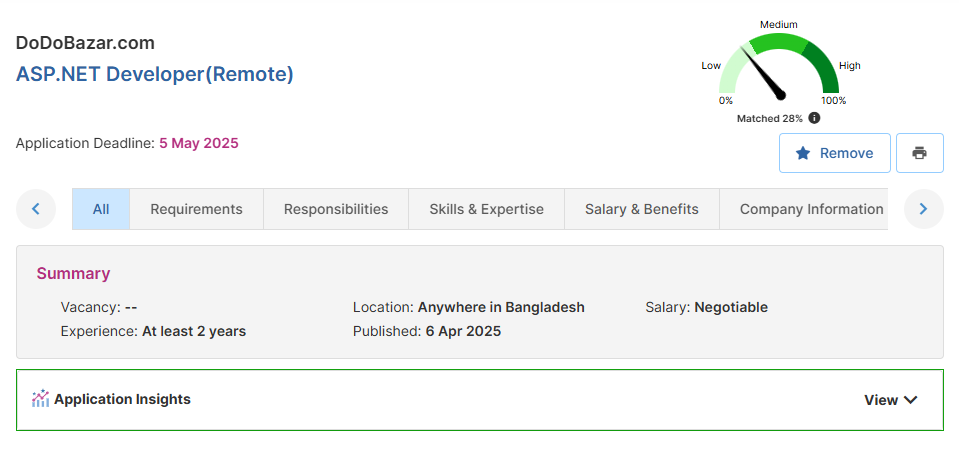 DoDoBazar.com
ASP.NET Developer(Remote)
Medium
Low
High
0%
100%
Matched 28%
Application Deadline: 5 May 2025
Remove
All
Requirements
Responsibilities
Skills & Expertise
Salary & Benefits
Company Information
Summary
Vacancy: --
Location: Anywhere in Bangladesh
Salary: Negotiable
Experience: At least 2 years
Published: 6 Apr 2025
Application Insights
View